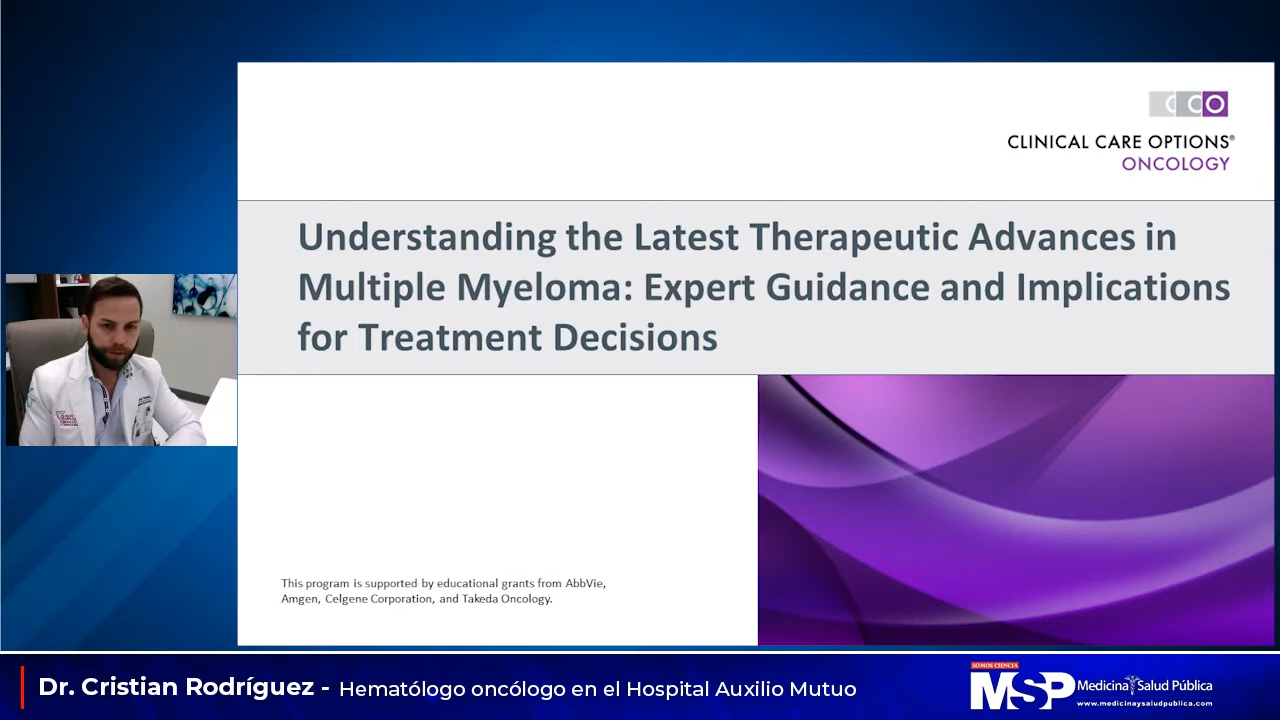 CCO
CLINICAL CARE OPTIONS®
ONCOLOGY
Understanding the Latest Therapeutic Advances in
Multiple Myeloma: Expert Guidance and Implications
for Treatment Decisions
This program is supported by educational grants from AbbVie,
Amgen, Celgene Corporation, and Takeda Oncology.
Dr. Cristian Rodríguez - Hematólogo oncólogo en el Hospital Auxilio Mutuo
SOMOS CIENCIA
MSP Medicina y Salud Pública
www.medicinaysaludpublica.com